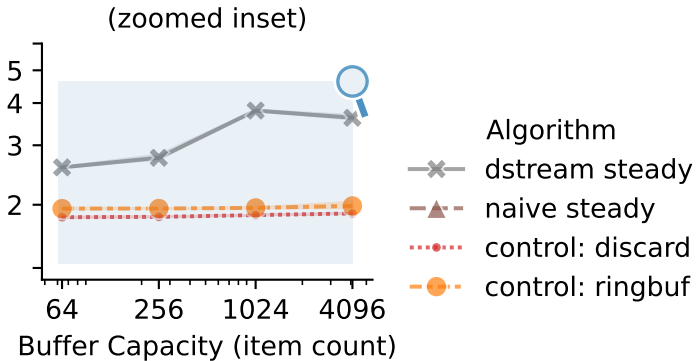 (zoomed inset)
5
4
3
2
64 256 1024 4096
Buffer Capacity (item count)
Algorithm
dstream steady
naive steady
control: discard
control: ringbuf